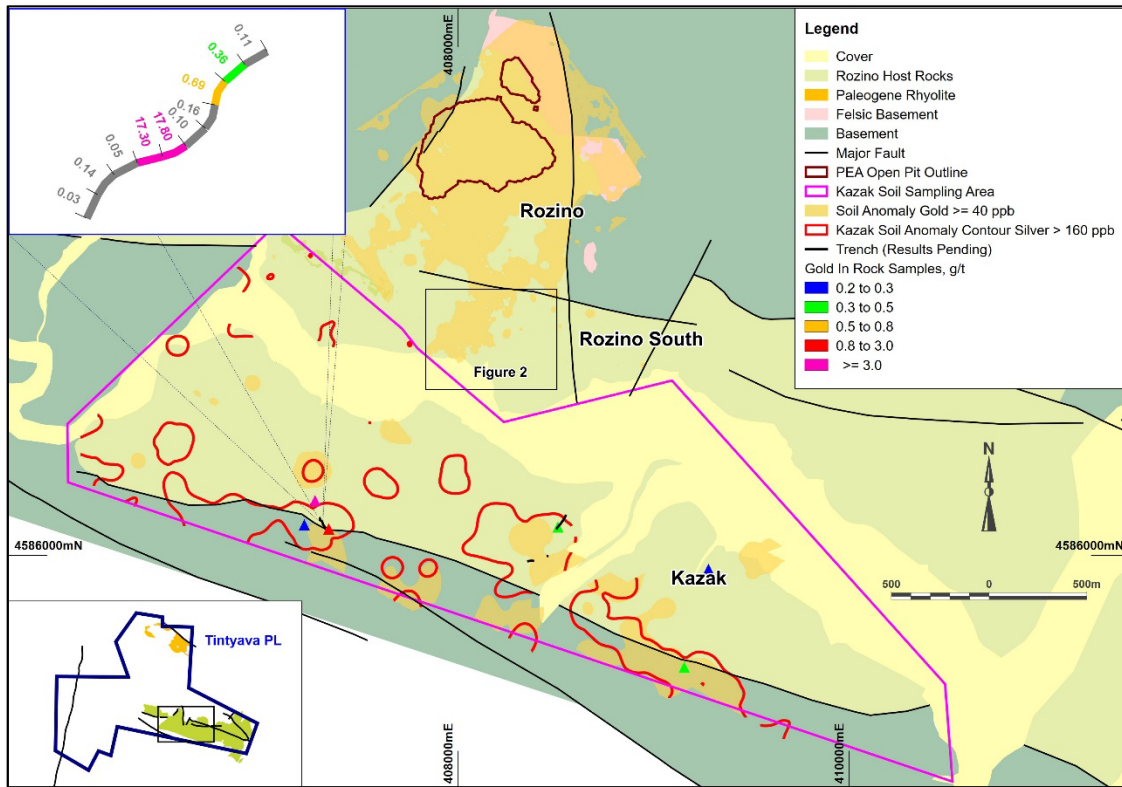 0.11
0.36
0.69
0.16
0.10
17.80
17.30
0.05
0.14
0.03
408000mE
Legend
Cover
Rozino Host Rocks
Paleogene Rhyolite
Felsic Basement
Basement
Major Fault
PEA Open Pit Outline
Kazak Soil Sampling Area
Soil Anomaly Gold >= 40 ppb
Kazak Soil Anomaly Contour Silver > 160 ppb
Trench (Results Pending)
Gold In Rock Samples, g/t
0.2 to 0.3
0.3 to 0.5
0.5 to 0.8
0.8 to 3.0
>= 3.0
Rozino
Rozino South
Figure 2
N
4586000mN
4586000mN
Kazak
500 0 500m
Tintyava PL
408000mE
410000mE